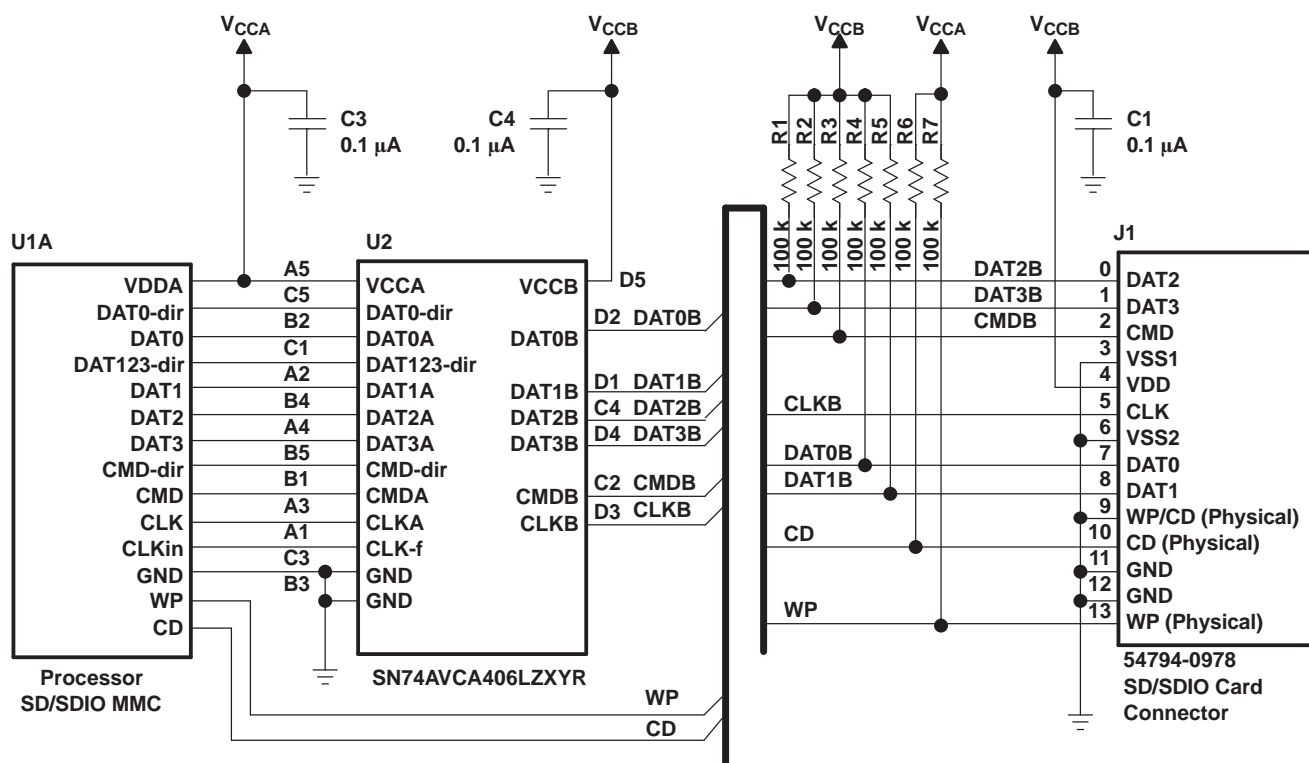 VCCA
VCCB
VCCB
VCCA
VCCB
C3
0.1 μA
C4
0.1 μA
R1
R2
R3
R4
R5
R6
R7
C1
0.1 μA
100 k
100 k
100 k
100 k
100 k
100 k
100 k
U1A
VDDA
DAT0-dir
DAT0
DAT123-dir
DAT1
DAT2
DAT3
CMD-dir
CMD
CLK
CLKin
GND
WP
CD
Processor
SD/SDIO MMC
A5
C5
B2
C1
A2
B4
A4
B5
B1
A3
A1
C3
B3
U2
VCCA
DAT0-dir
DAT0A
DAT123-dir
DAT1A
DAT2A
DAT3A
CMD-dir
CMDA
CLKA
CLK-f
GND
GND
VCCB
DAT0B
DAT1B
DAT2B
DAT3B
CMDB
CLKB
SN74AVCA406LZXYR
D5
D2 DAT0B
D1 DAT1B
C4 DAT2B
D4 DAT3B
C2 CMDB
D3 CLKB
WP
CD
DAT2B
DAT3B
CMDB
CLKB
DAT0B
DAT1B
CD
WP
J1
0 DAT2
1 DAT3
2 CMD
3 VSS1
4 VDD
5 CLK
6 VSS2
7 DAT0
8 DAT1
9 WP/CD (Physical)
10 CD (Physical)
11 GND
12 GND
13 WP (Physical)
54794-0978
SD/SDIO Card
Connector